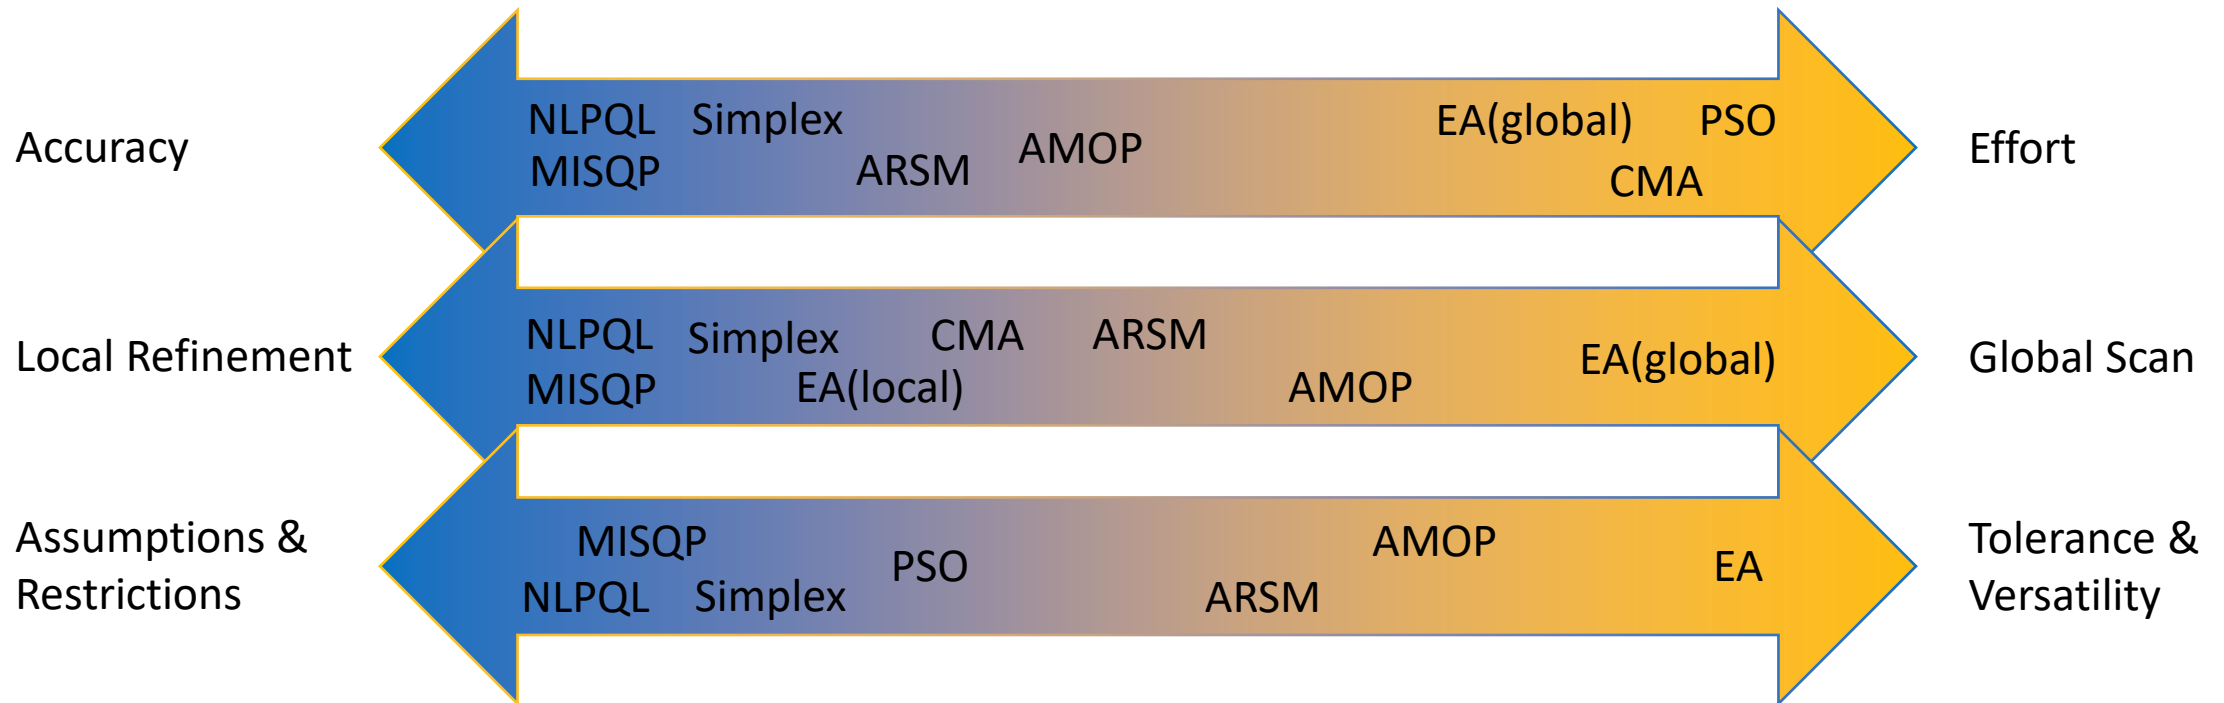 Accuracy
NLPQL Simplex EA(global) PSO
AMOP
MISQP ARSM CMA
Effort
Local Refinement
NLPQL Simplex CMA ARSM
EA(global)
MISQP EA(local) AMOP
Global Scan
Assumptions &
Restrictions
MISQP AMOP
PSO EA
NLPQL Simplex ARSM
Tolerance &
Versatility